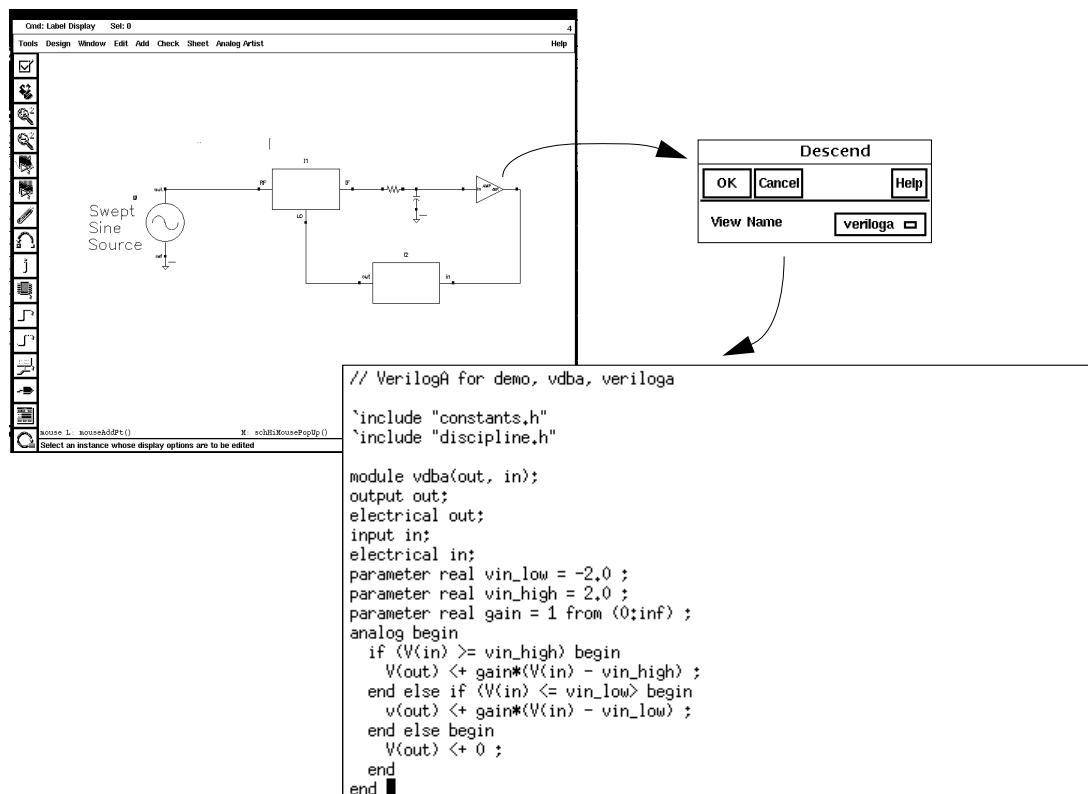 Cmd: Label Display Sel: 0
4
Tools Design Window Edit Add Check Sheet Analog Artist Help
I1
RF
IF
LO
out
Swept
Sine
Source
out
in
out
I2
in
mouse L: mouseAddPt() M: schHiMousePopUp()
Select an instance whose display options are to be edited
Descend
OK Cancel Help
View Name veriloga
// VerilogA for demo, vdba, veriloga
`include "constants.h"
`include "discipline.h"
module vdba(out, in);
output out;
electrical out;
input in;
electrical in;
parameter real vin_low = -2.0 ;
parameter real vin_high = 2.0 ;
parameter real gain = 1 from (0:inf) ;
analog begin
if (V(in) >= vin_high) begin
V(out) <+ gain*(V(in) - vin_high) ;
end else if (V(in) <= vin_low> begin
v(out) <+ gain*(V(in) - vin_low) ;
end else begin
V(out) <+ 0 ;
end
end